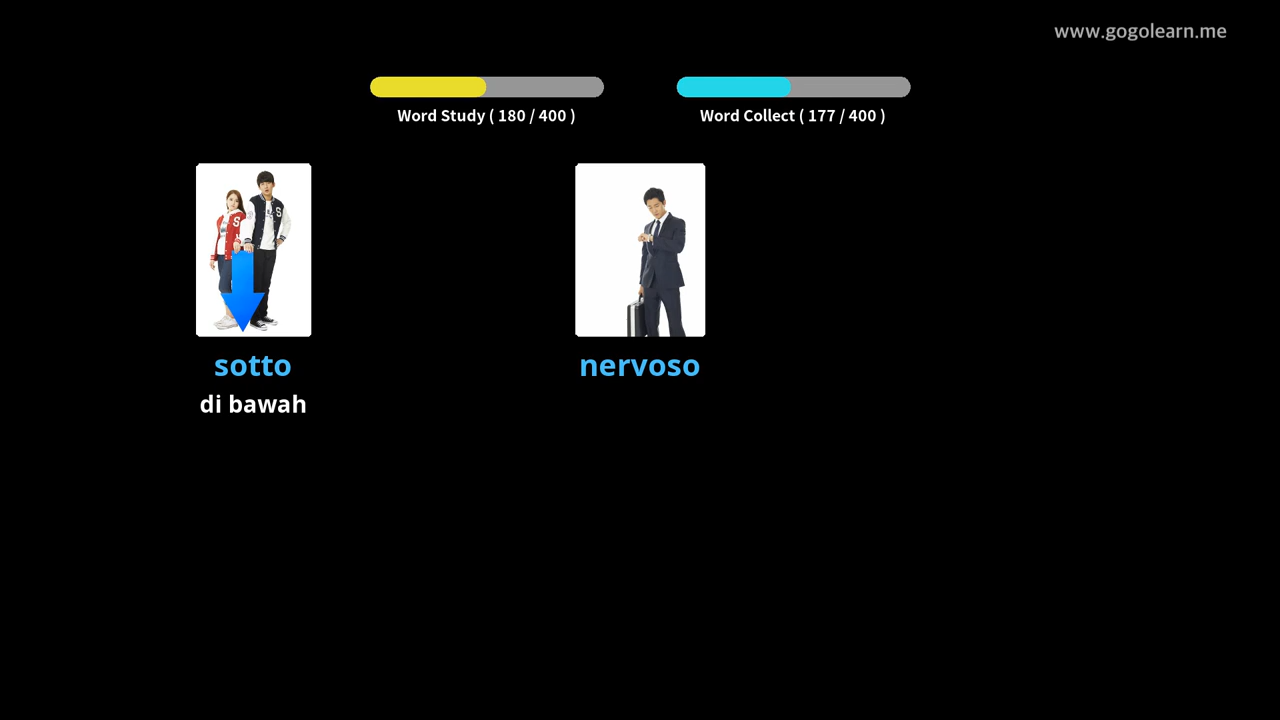 www.gogolearn.me
Word Study ( 180 / 400 )
Word Collect ( 177 / 400 )
S
S
sotto
nervoso
di bawah